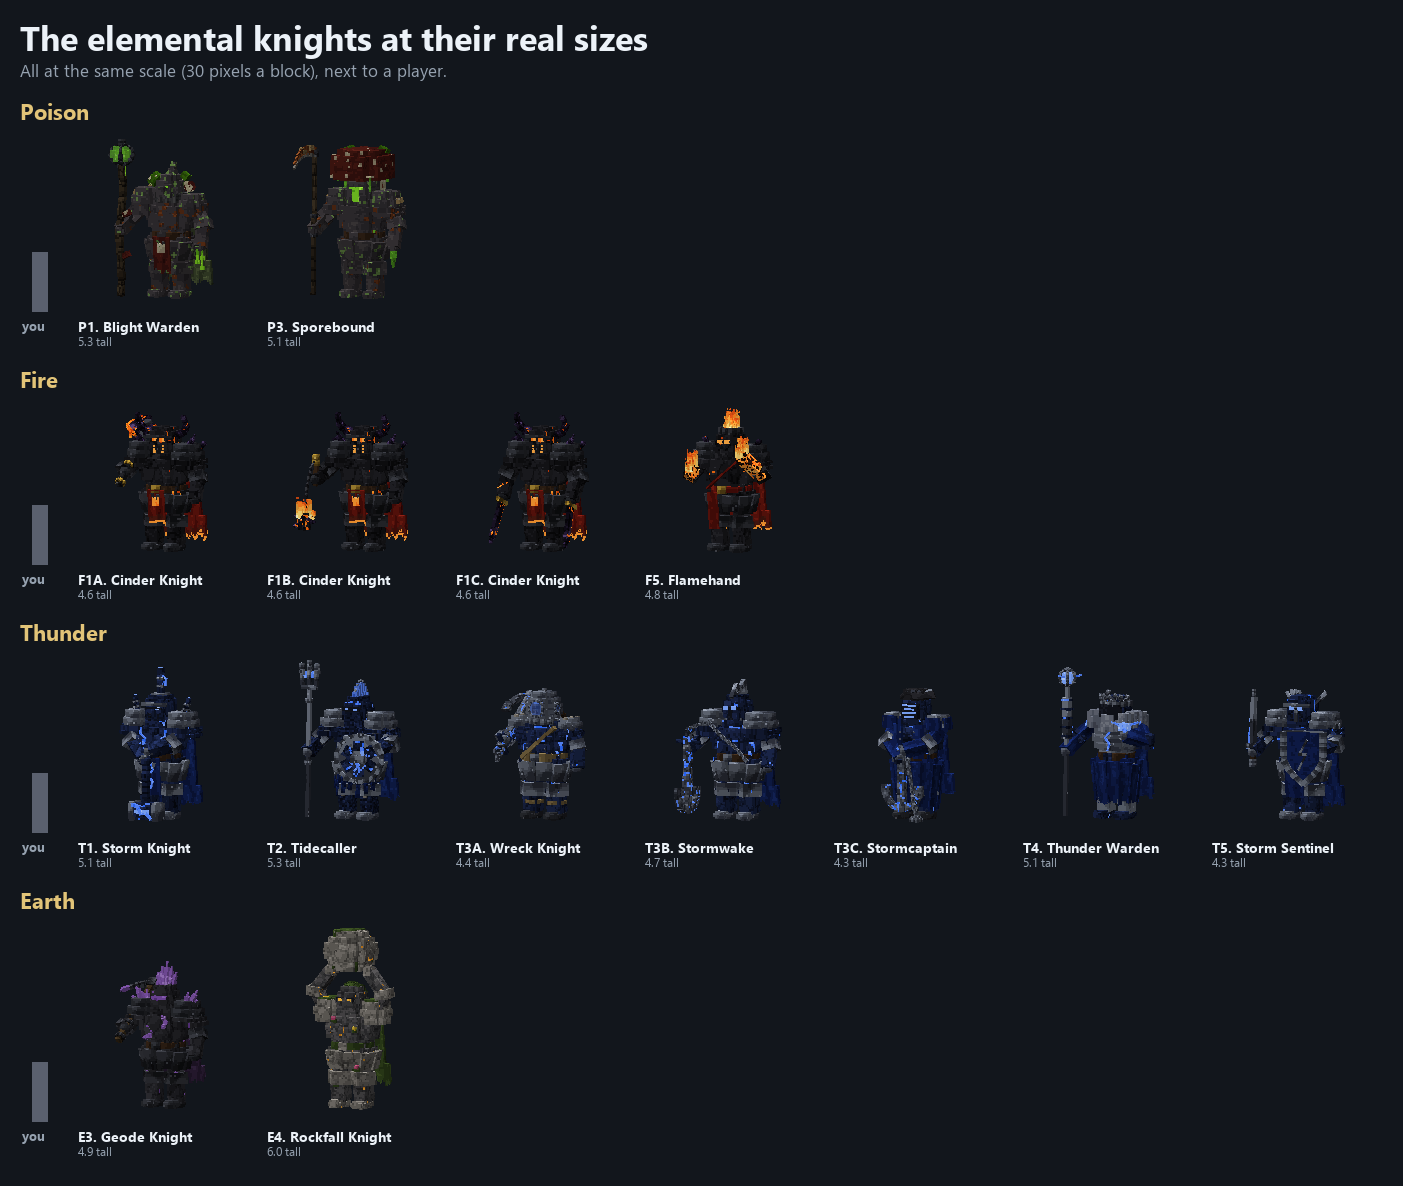 The elemental knights at their real sizes
All at the same scale (30 pixels a block), next to a player.
Poison
you
P1. Blight Warden
5.3 tall
P3. Sporebound
5.1 tall
Fire
you
F1A. Cinder Knight
4.6 tall
F1B. Cinder Knight
4.6 tall
F1C. Cinder Knight
4.6 tall
F5. Flamehand
4.8 tall
Thunder
you
T1. Storm Knight
5.1 tall
T2. Tidecaller
5.3 tall
T3A. Wreck Knight
4.4 tall
T3B. Stormwake
4.7 tall
T3C. Stormcaptain
4.3 tall
T4. Thunder Warden
5.1 tall
T5. Storm Sentinel
4.3 tall
Earth
you
E3. Geode Knight
4.9 tall
E4. Rockfall Knight
6.0 tall